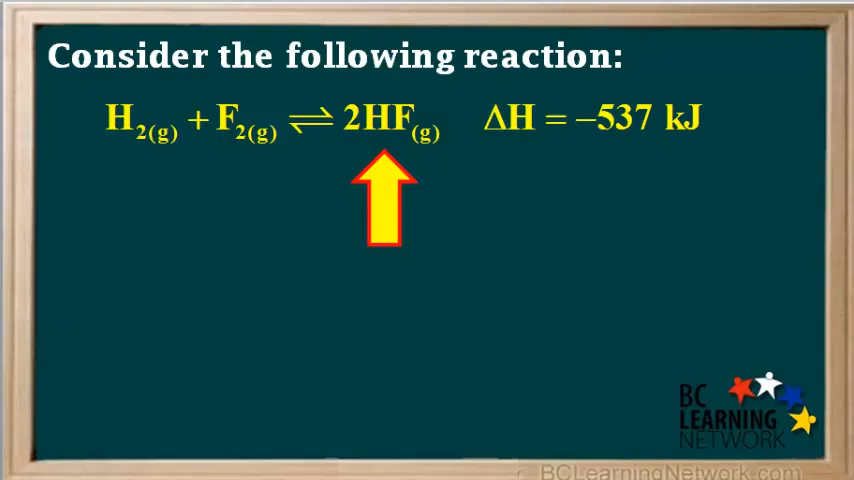 Consider the following reaction:
H2(g) + F2(g) ⇌ 2HF(g) ΔH = −537 kJ
BC
LEARNING
NETWORK
BCLearningNetwork.com